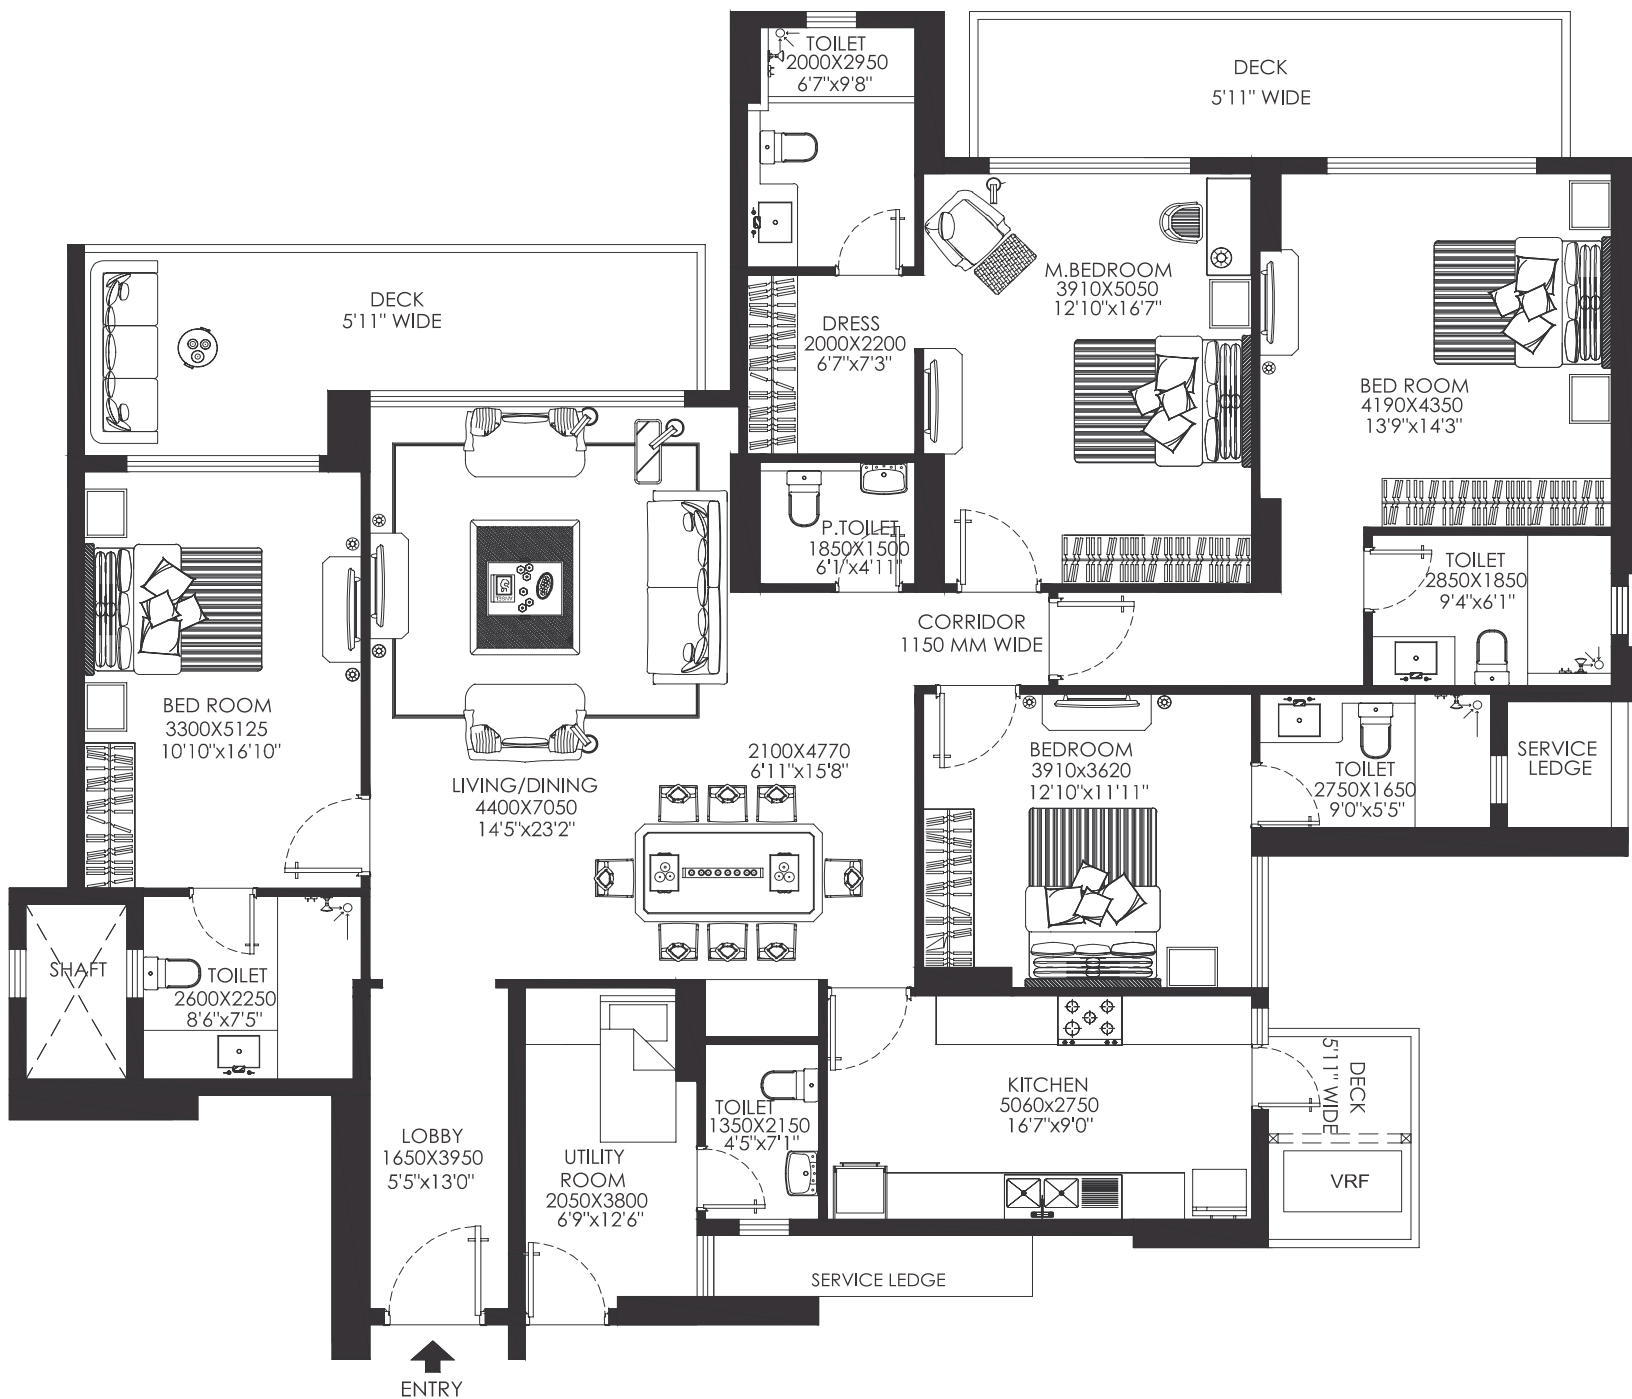 TOILET
2000X2950
6'7"x9'8"
DECK
5'11" WIDE
DECK
5'11" WIDE
M.BEDROOM
3910X5050
12'10"x16'7"
DRESS
2000X2200
6'7"x7'3"
BED ROOM
4190X4350
13'9"x14'3"
P.TOILET
1850X1500
6'1"x4'11"
TOILET
2850X1850
9'4"x6'1"
CORRIDOR
1150 MM WIDE
BED ROOM
3300X5125
10'10"x16'10"
2100X4770
6'11"x15'8"
LIVING/DINING
4400X7050
14'5"x23'2"
BEDROOM
3910x3620
12'10"x11'11"
TOILET
2750X1650
9'0"x5'5"
SERVICE
LEDGE
SHAFT
TOILET
2600X2250
8'6"x7'5"
LOBBY
1650X3950
5'5"x13'0"
UTILITY
ROOM
2050X3800
6'9"x12'6"
TOILET
1350X2150
4'5"x7'1"
KITCHEN
5060x2750
16'7"x9'0"
DECK
5'11" WIDE
VRF
SERVICE LEDGE
ENTRY